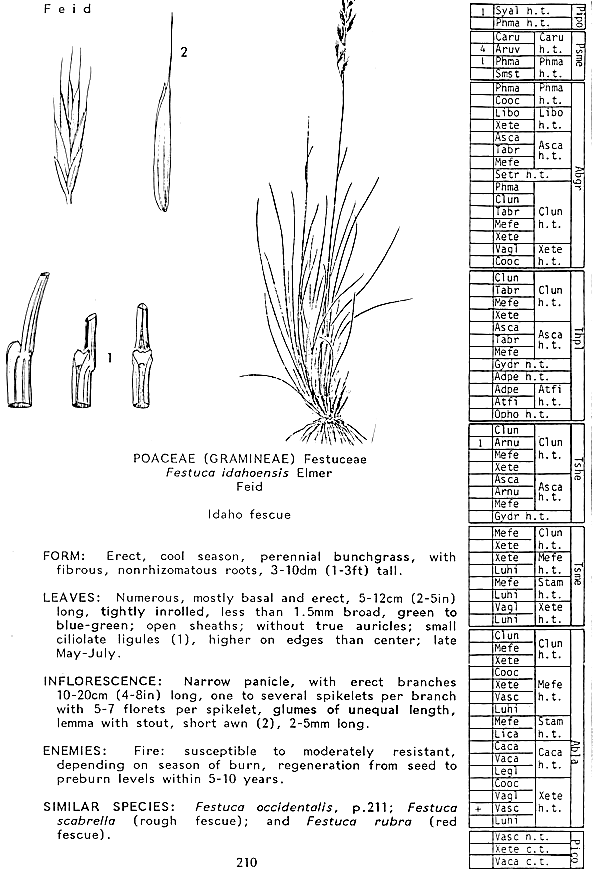 Feid
2
1
POACEAE (GRAMINEAE) Festuceae
Festuca idahoensis Elmer
Feid
Idaho fescue
FORM: Erect, cool season, perennial bunchgrass, with
fibrous, nonrhizomatous roots, 3-10dm (1-3ft) tall.
LEAVES: Numerous, mostly basal and erect, 5-12cm (2-5in)
long, tightly inrolled, less than 1.5mm broad, green to
blue-green; open sheaths; without true auricles; small
ciliolate ligules (1), higher on edges than center; late
May-July.
INFLORESCENCE: Narrow panicle, with erect branches
10-20cm (4-8in) long, one to several spikelets per branch
with 5-7 florets per spikelet, glumes of unequal length,
lemma with stout, short awn (2), 2-5mm long.
ENEMIES: Fire: susceptible to moderately resistant,
depending on season of burn, regeneration from seed to
preburn levels within 5-10 years.
SIMILAR SPECIES: Festuca occidentalis, p.211; Festuca
scabrella (rough fescue); and Festuca rubra (red
fescue).
210
1 Syal h.t.
Phma h.t.
Pipo
Caru Caru
4 Aruv h.t.
1 Phma Phma
Smst h.t.
Psme
Phma Phma
Cooc h.t.
Libo Libo
Xete h.t.
Asca
Tabr Asca
Mefe h.t.
Setr h.t.
Phma
Clun
Tabr Clun
Mefe h.t.
Xete
Vagl Xete
Cooc h.t.
Abgr
Clun
Tabr Clun
Mefe h.t.
Xete
Asca
Tabr Asca
Mefe h.t.
Gydr h.t.
Adpe h.t.
Adpe Atfi
Atfi h.t.
Opho h.t.
Thpl
Clun
1 Arnu Clun
Mefe h.t.
Xete
Asca
Arnu Asca
Mefe h.t.
Gydr h.t.
Tshe
Mefe Clun
Xete h.t.
Xete Mefe
Luhi h.t.
Mefe Stam
Luhi h.t.
Vagl Xete
Luhi h.t.
Tsme
Clun
Mefe Clun
Xete h.t.
Cooc
Xete Mefe
Vasc h.t.
Luhi
Mefe Stam
Lica h.t.
Caca
Vaca Caca
Legl h.t.
Cooc
Vagl Xete
+ Vasc h.t.
Luhi
Abla
Vasc h.t.
Xete c.t.
Vaca c.t.
Pico